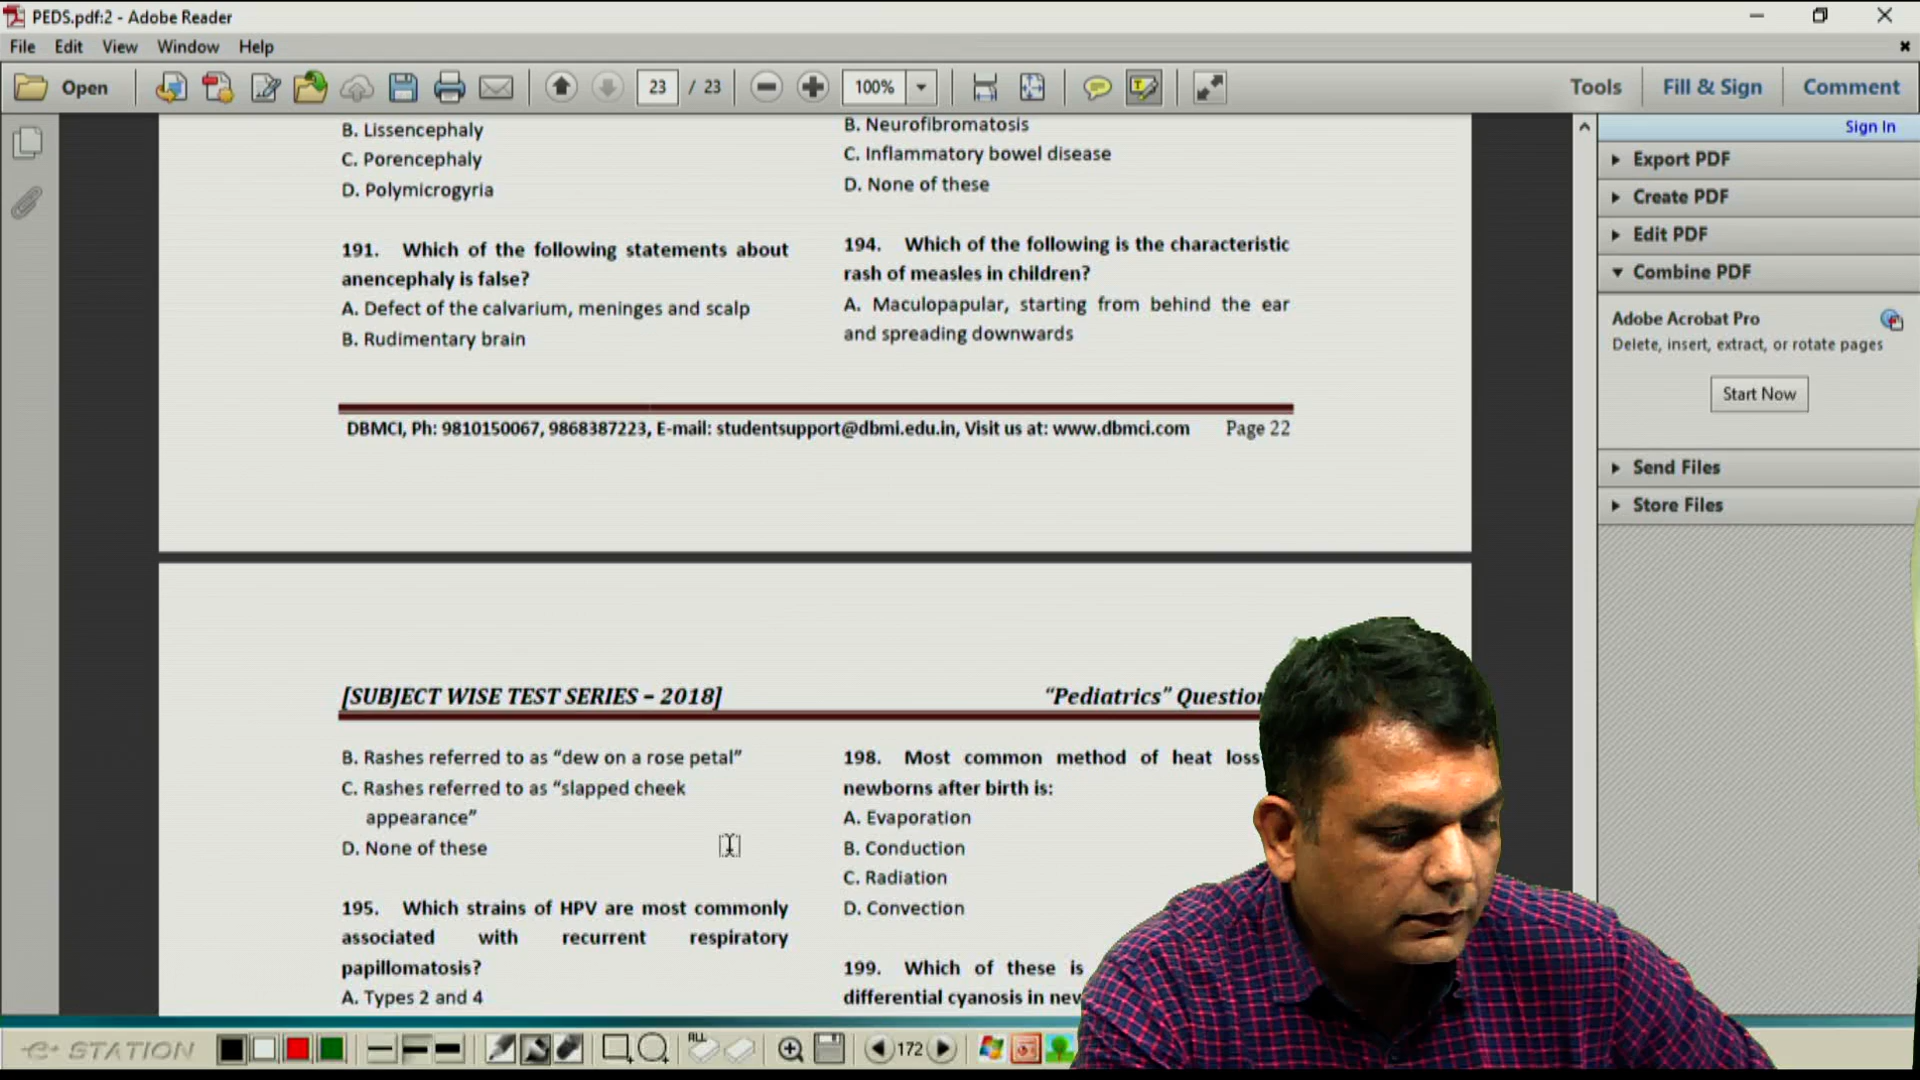 PEDS.pdf:2 - Adobe Reader
File Edit View Window Help
Open 23 / 23 100% Tools Fill & Sign Comment
Sign In
Export PDF
Create PDF
Edit PDF
Combine PDF
Adobe Acrobat Pro
Delete, insert, extract, or rotate pages
Start Now
Send Files
Store Files
B. Lissencephaly
C. Porencephaly
D. Polymicrogyria
191. Which of the following statements about
anencephaly is false?
A. Defect of the calvarium, meninges and scalp
B. Rudimentary brain
B. Neurofibromatosis
C. Inflammatory bowel disease
D. None of these
194. Which of the following is the characteristic
rash of measles in children?
A. Maculopapular, starting from behind the ear
and spreading downwards
DBMCI, Ph: 9810150067, 9868387223, E-mail: studentsupport@dbmi.edu.in, Visit us at: www.dbmci.com Page 22
[SUBJECT WISE TEST SERIES – 2018] “Pediatrics” Question
B. Rashes referred to as “dew on a rose petal”
C. Rashes referred to as “slapped cheek
appearance”
D. None of these
195. Which strains of HPV are most commonly
associated with recurrent respiratory
papillomatosis?
A. Types 2 and 4
198. Most common method of heat loss
newborns after birth is:
A. Evaporation
B. Conduction
C. Radiation
D. Convection
199. Which of these is
differential cyanosis in new
e+ STATION ALL 172